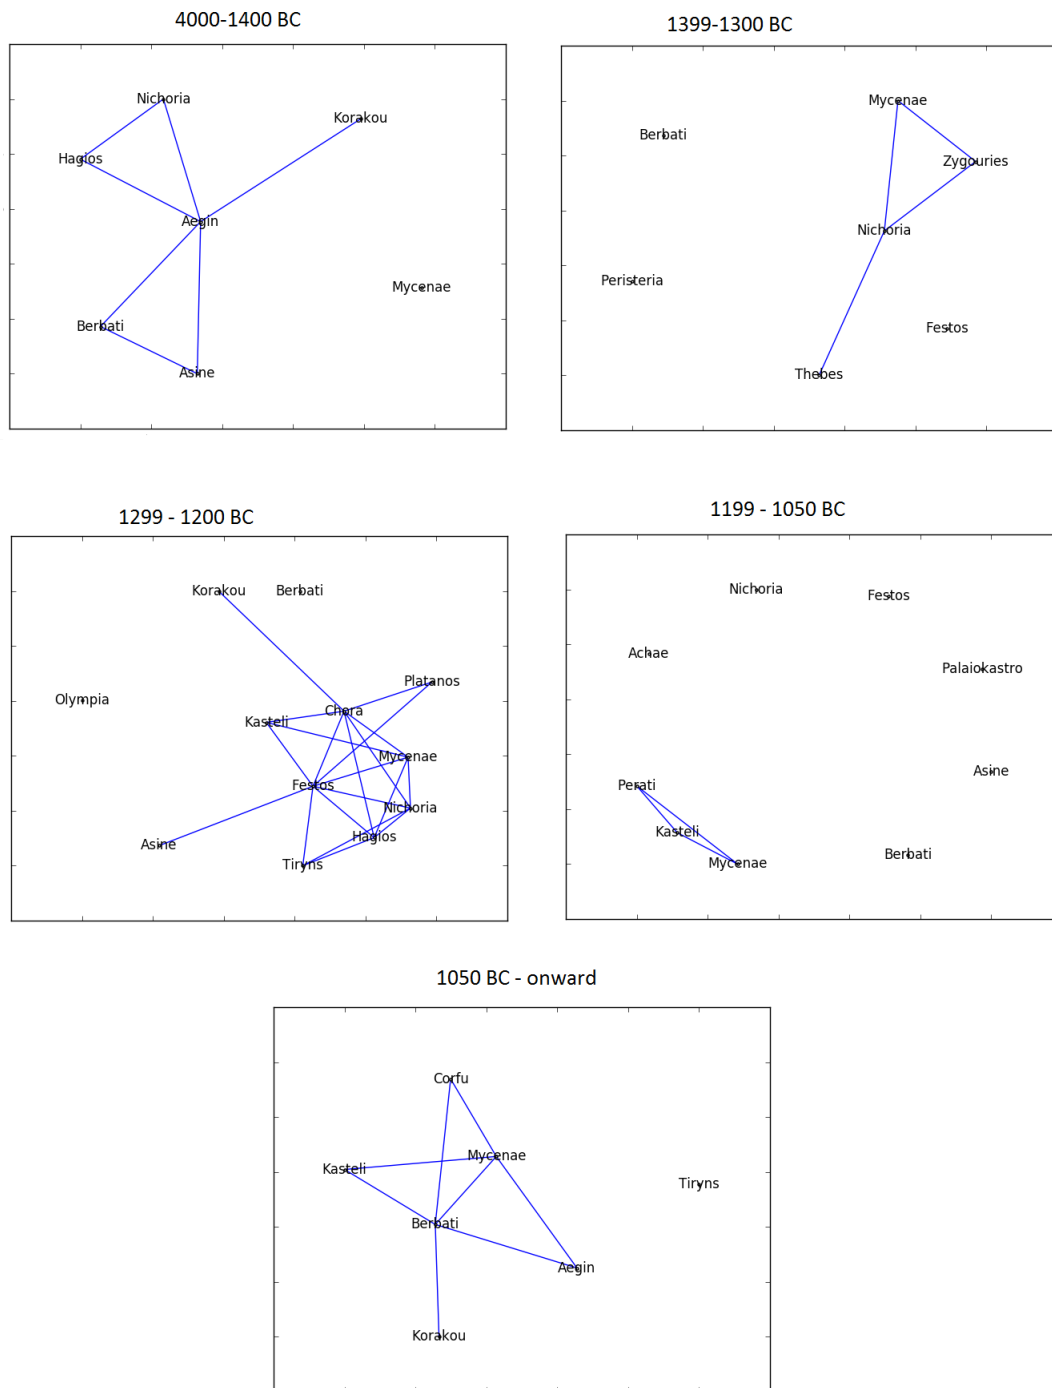 4000-1400 BC
Nichoria
Korakou
Hagios
Aegin
Mycenae
Berbati
Asine
1399-1300 BC
Mycenae
Berbati
Zygouries
Nichoria
Peristeria
Festos
Thebes
1299 - 1200 BC
Korakou
Berbati
Platanos
Olympia
Chora
Kasteli
Mycenae
Festos
Nichoria
Hagios
Asine
Tiryns
1199 - 1050 BC
Nichoria
Festos
Achae
Palaiokastro
Asine
Perati
Kasteli
Berbati
Mycenae
1050 BC - onward
Corfu
Mycenae
Kasteli
Tiryns
Berbati
Aegin
Korakou